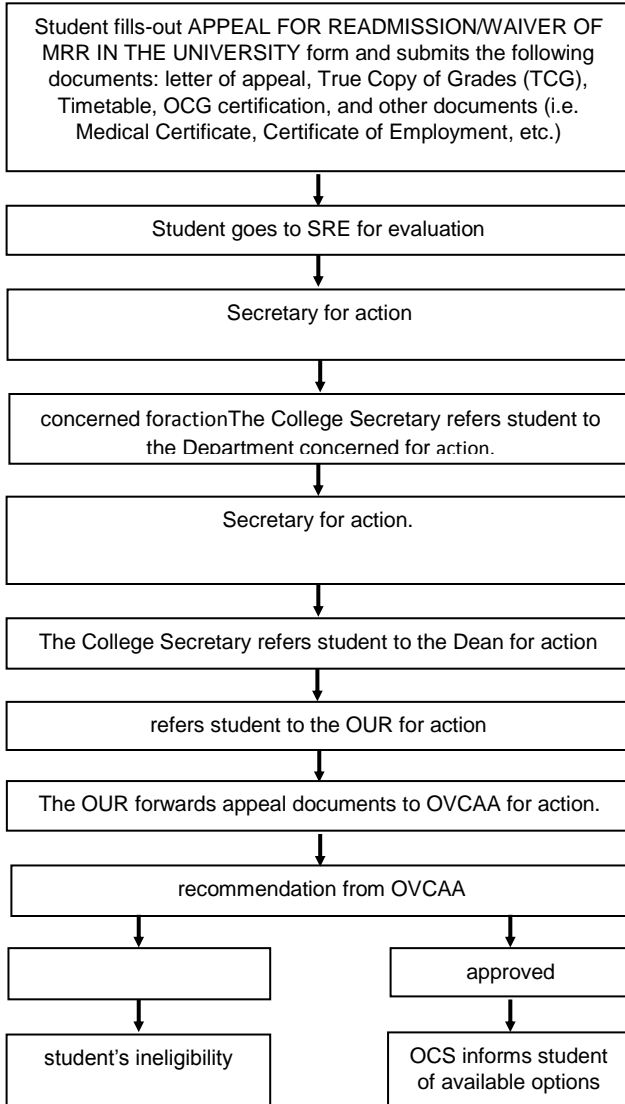 Student fills-out APPEAL FOR READMISSION/WAIVER OF
MRR IN THE UNIVERSITY form and submits the following
documents: letter of appeal, True Copy of Grades (TCG),
Timetable, OCG certification, and other documents (i.e.
Medical Certificate, Certificate of Employment, etc.)
Student goes to SRE for evaluation
Secretary for action
concerned foractionThe College Secretary refers student to
the Department concerned for action.
Secretary for action.
The College Secretary refers student to the Dean for action
refers student to the OUR for action
The OUR forwards appeal documents to OVCAA for action.
recommendation from OVCAA
approved
student's ineligibility
OCS informs student
of available options